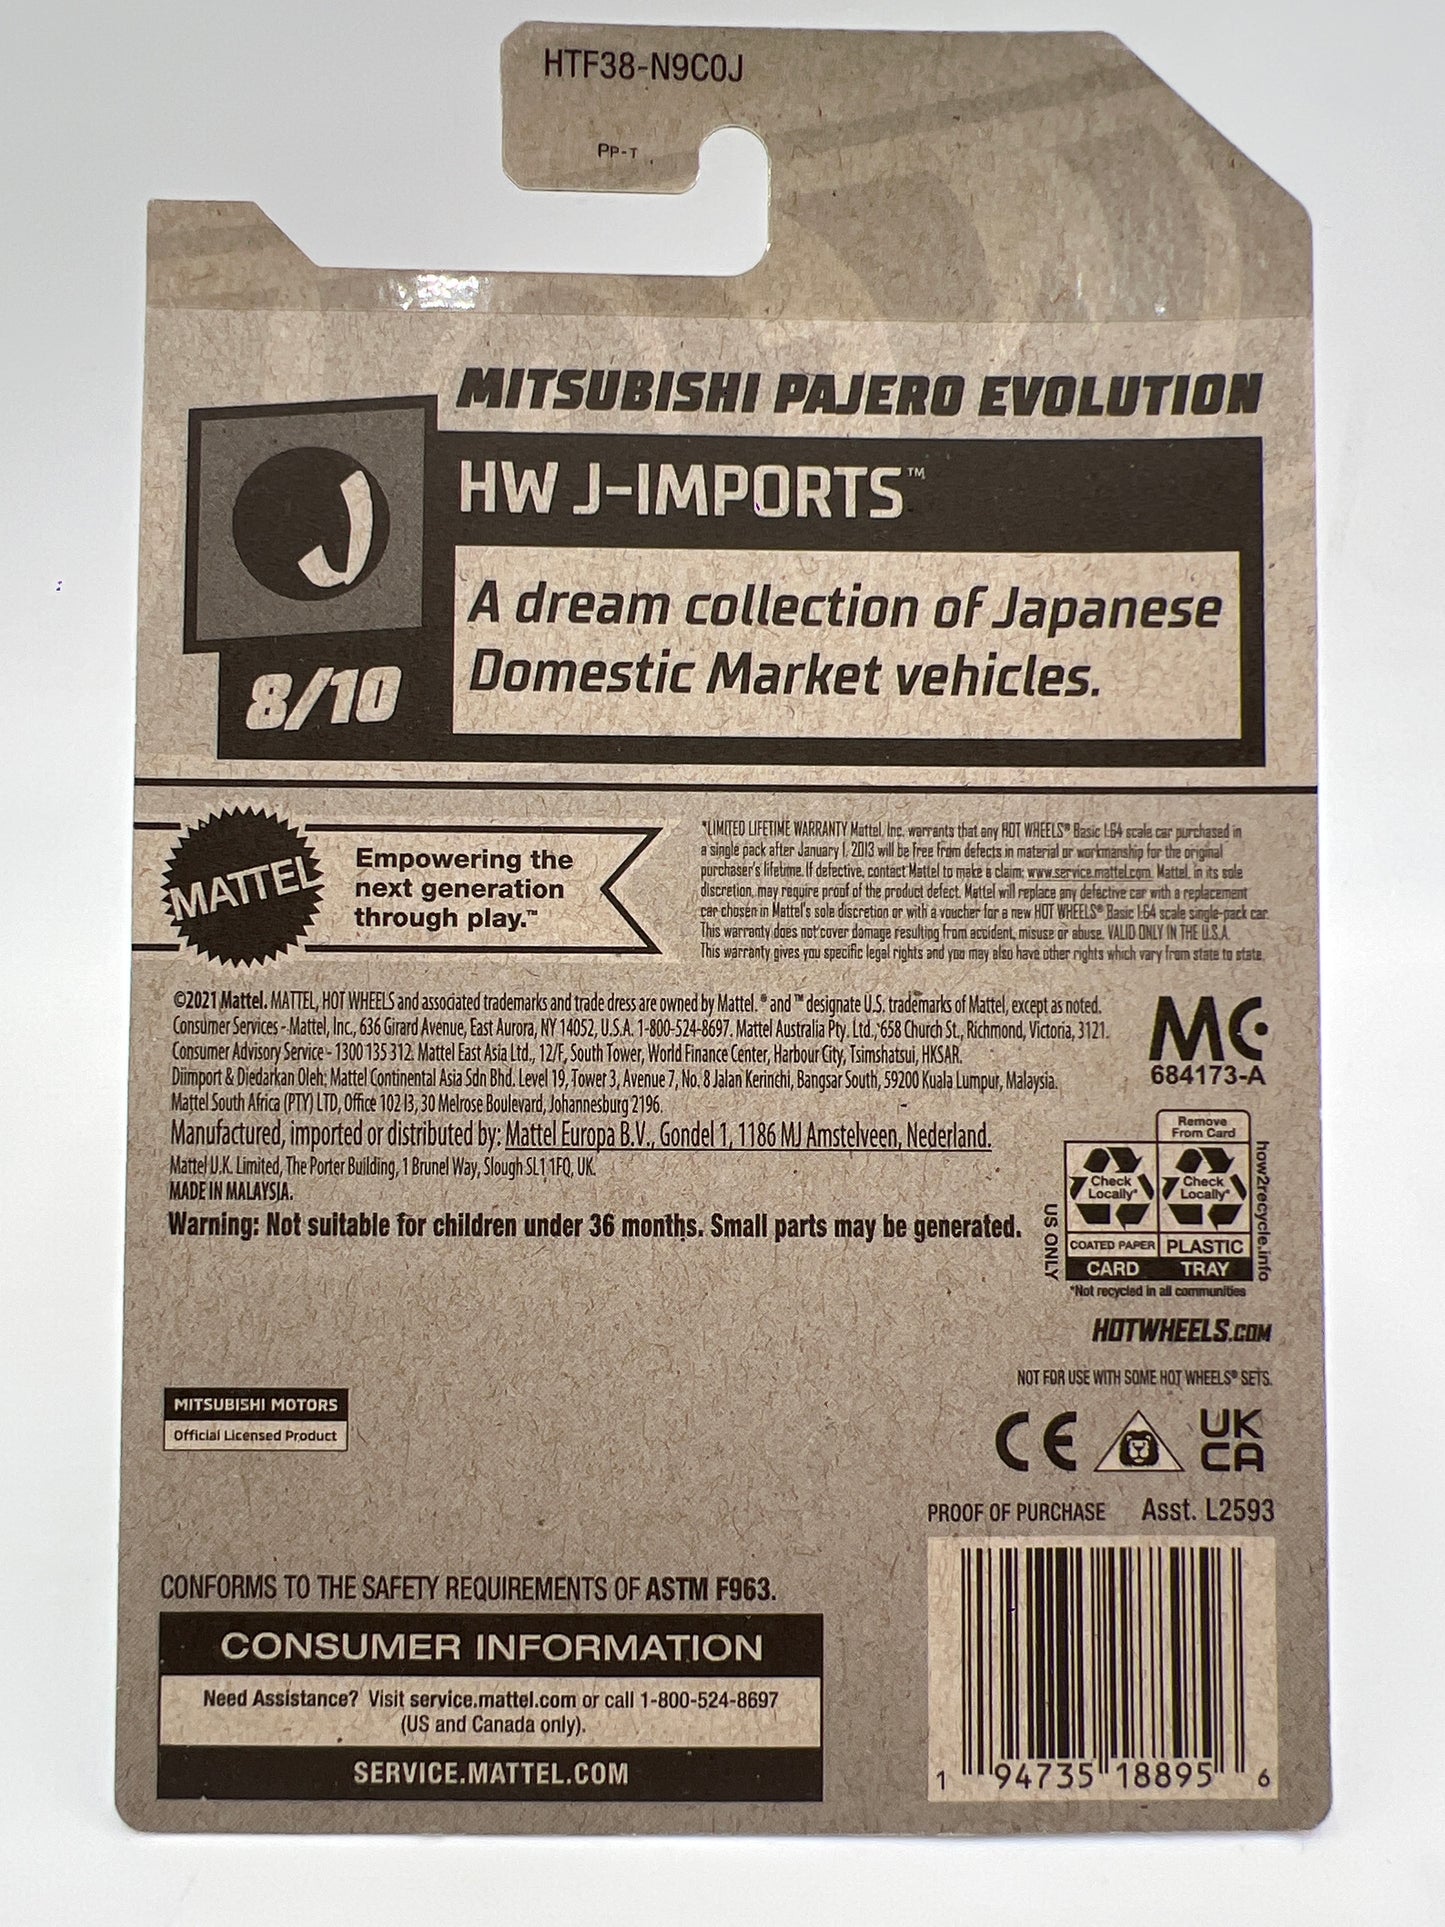 HTF38-N9C0J
PP-T
MITSUBISHI PAJERO EVOLUTION
J
HW J-IMPORTS™
A dream collection of Japanese
Domestic Market vehicles.
8/10
MATTEL
Empowering the
next generation
through play.™
*LIMITED LIFETIME WARRANTY Mattel, Inc. warrants that any HOT WHEELS® Basic 1:64 scale car purchased in
a single pack after January 1, 2013 will be free from defects in material or workmanship for the original
purchaser's lifetime. If defective, contact Mattel to make a claim: www.service.mattel.com. Mattel, in its sole
discretion, may require proof of the product defect. Mattel will replace any defective car with a replacement
car chosen in Mattel's sole discretion or with a voucher for a new HOT WHEELS® Basic 1:64 scale single-pack car.
This warranty does not cover damage resulting from accident, misuse or abuse. VALID ONLY IN THE U.S.A.
This warranty gives you specific legal rights and you may also have other rights which vary from state to state.
©2021 Mattel. MATTEL, HOT WHEELS and associated trademarks and trade dress are owned by Mattel. ® and ™ designate U.S. trademarks of Mattel, except as noted.
Consumer Services - Mattel, Inc., 636 Girard Avenue, East Aurora, NY 14052, U.S.A. 1-800-524-8697. Mattel Australia Pty. Ltd., 658 Church St., Richmond, Victoria, 3121.
Consumer Advisory Service - 1300 135 312. Mattel East Asia Ltd., 12/F, South Tower, World Finance Center, Harbour City, Tsimshatsui, HKSAR.
Diimport & Diedarkan Oleh: Mattel Continental Asia Sdn Bhd. Level 19, Tower 3, Avenue 7, No. 8 Jalan Kerinchi, Bangsar South, 59200 Kuala Lumpur, Malaysia.
Mattel South Africa (PTY) LTD, Office 102 I3, 30 Melrose Boulevard, Johannesburg 2196.
Manufactured, imported or distributed by: Mattel Europa B.V., Gondel 1, 1186 MJ Amstelveen, Nederland.
Mattel U.K. Limited, The Porter Building, 1 Brunel Way, Slough SL1 1FQ, UK.
MADE IN MALAYSIA.
Warning: Not suitable for children under 36 months. Small parts may be generated.
MC
684173-A
Remove
From Card
Check
Locally*
Check
Locally*
COATED PAPER
PLASTIC
CARD
TRAY
US ONLY
how2recycle.info
*Not recycled in all communities
HOTWHEELS.COM
NOT FOR USE WITH SOME HOT WHEELS® SETS.
MITSUBISHI MOTORS
Official Licensed Product
CE
UK
CA
PROOF OF PURCHASE Asst. L2593
CONFORMS TO THE SAFETY REQUIREMENTS OF ASTM F963.
CONSUMER INFORMATION
Need Assistance? Visit service.mattel.com or call 1-800-524-8697
(US and Canada only).
SERVICE.MATTEL.COM
1 94735 18895 6